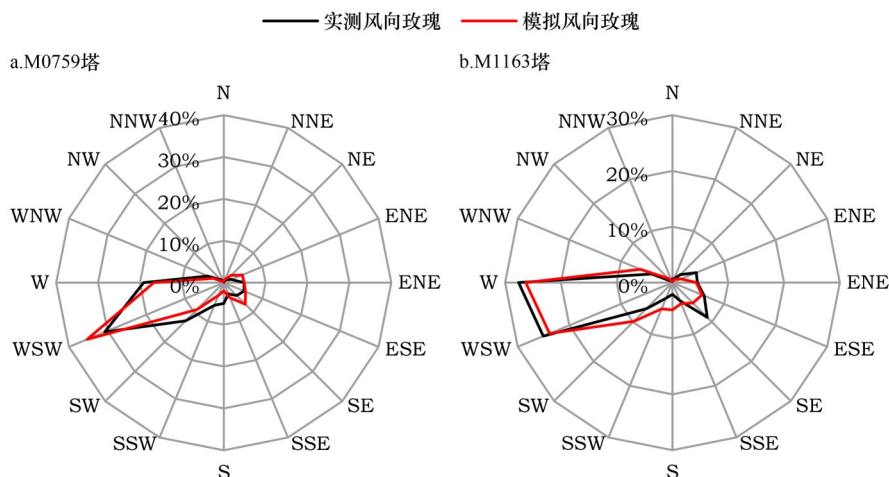 实测风向玫瑰 模拟风向玫瑰
a.M0759塔
b.M1163塔
N
NNE
NE
ENE
ENE
ESE
SE
SSE
S
SSW
SW
WSW
W
WNW
NW
NNW
40%
30%
20%
10%
0%
N
NNE
NE
ENE
ENE
ESE
SE
SSE
S
SSW
SW
WSW
W
WNW
NW
NNW
30%
20%
10%
0%